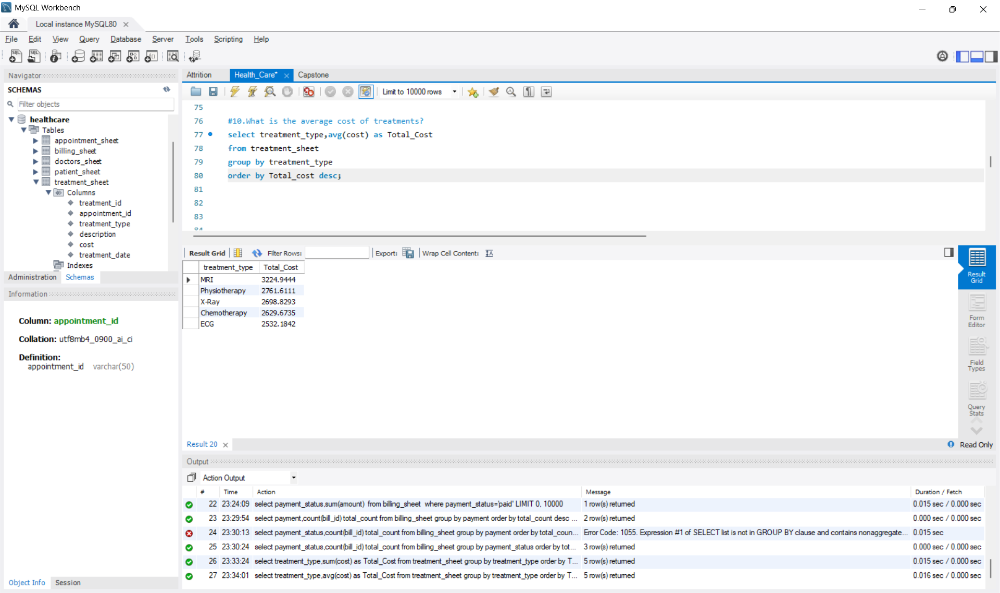 MySQL Workbench
Local instance MySQL80
File Edit View Query Database Server Tools Scripting Help
Navigator
SCHEMAS
Filter objects
healthcare
Tables
appointment_sheet
billing_sheet
doctors_sheet
patient_sheet
treatment_sheet
Columns
treatment_id
appointment_id
treatment_type
description
cost
treatment_date
Indexes
Administration Schemas
Information
Column: appointment_id
Collation: utf8mb4_0900_ai_ci
Definition:
appointment_id varchar(50)
Object Info Session
Attrition Health_Care* Capstone
Limit to 10000 rows
75
76 #10.What is the average cost of treatments?
77 select treatment_type,avg(cost) as Total_Cost
78 from treatment_sheet
79 group by treatment_type
80 order by Total_cost desc;
81
82
83
84
Result Grid Filter Rows: Export: Wrap Cell Content:
treatment_type Total_Cost
MRI 3224.9444
Physiotherapy 2761.6111
X-Ray 2698.8293
Chemotherapy 2629.6735
ECG 2532.1842
Result Grid
Form Editor
Field Types
Query Stats
Result 20
Read Only
Output
Action Output
# Time Action Message Duration / Fetch
22 23:24:09 select payment_status,sum(amount) from billing_sheet where payment_status='paid' LIMIT 0, 10000 1 row(s) returned 0.015 sec / 0.000 sec
23 23:29:54 select payment,count(bill_id) total_count from billing_sheet group by payment order by total_count desc ... 2 row(s) returned 0.000 sec / 0.000 sec
24 23:30:13 select payment_status,count(bill_id) total_count from billing_sheet group by payment order by total_coun... Error Code: 1055. Expression #1 of SELECT list is not in GROUP BY clause and contains nonaggregate... 0.015 sec
25 23:30:24 select payment_status,count(bill_id) total_count from billing_sheet group by payment_status order by tot... 3 row(s) returned 0.000 sec / 0.000 sec
26 23:33:24 select treatment_type,sum(cost) as Total_Cost from treatment_sheet group by treatment_type order by T... 5 row(s) returned 0.015 sec / 0.000 sec
27 23:34:01 select treatment_type,avg(cost) as Total_Cost from treatment_sheet group by treatment_type order by T... 5 row(s) returned 0.016 sec / 0.000 sec